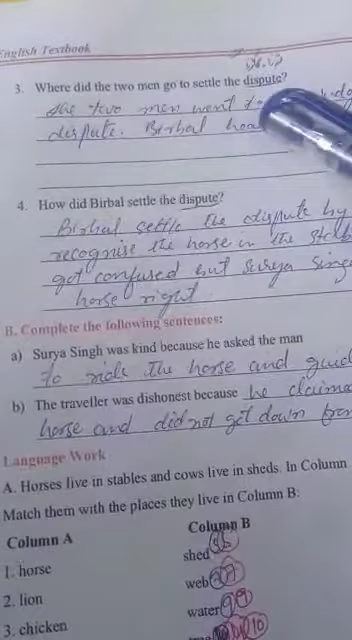 English Textbook
3. Where did the two men go to settle the dispute?
the two men went to
dispute. Birbal
4. How did Birbal settle the dispute?
Birbal settle the dispute by
recognise the horse in the
got confused but Surya Singh
horse right.
B. Complete the following sentences:
a) Surya Singh was kind because he asked the man
to ride the horse and
b) The traveller was dishonest because he claimed
horse and did not get down from
Language Work
A. Horses live in stables and cows live in sheds. In Column
Match them with the places they live in Column B:
Column A Column B
1. horse shed
2. lion web
3. chicken water